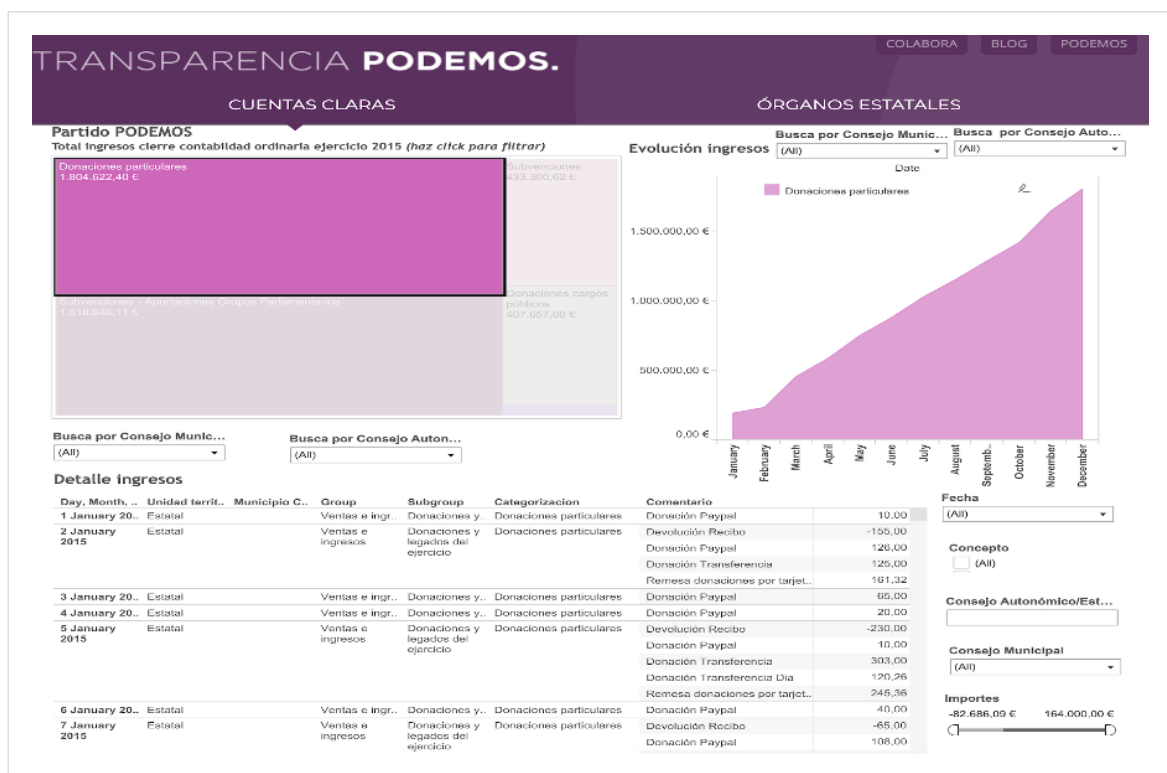 COLABORA BLOG PODEMOS
TRANSPARENCIA PODEMOS.
CUENTAS CLARAS ÓRGANOS ESTATALES
Partido PODEMOS
Total ingresos cierre contabilidad ordinaria ejercicio 2015 (haz click para filtrar)
Donaciones particulares
1.804.622,40 €
Subvenciones
433.300,62 €
Subvenciones - Aportaciones Grupos Parlamentarios
1.618.646,11 €
Donaciones cargos
públicos
407.657,00 €
Evolución ingresos
Busca por Consejo Munic...
(All)
Busca por Consejo Auto...
(All)
Date
Donaciones particulares
1.500.000,00 €
1.000.000,00 €
500.000,00 €
0,00 €
January
February
March
April
May
June
July
August
Septemb..
October
November
December
Busca por Consejo Munic...
(All)
Busca por Consejo Auton...
(All)
Detalle ingresos
Day, Month, .. Unidad territ.. Municipio C.. Group Subgroup Categorizacion Comentario
1 January 20.. Estatal Ventas e ingr.. Donaciones y.. Donaciones particulares Donación Paypal 10,00
2 January Estatal Ventas e Donaciones y Donaciones particulares Devolución Recibo -155,00
2015 ingresos legados del
ejercicio
Donación Paypal 126,00
Donación Transferencia 125,00
Remesa donaciones por tarjet.. 161,32
3 January 20.. Estatal Ventas e ingr.. Donaciones y.. Donaciones particulares Donación Paypal 65,00
4 January 20.. Estatal Ventas e ingr.. Donaciones y.. Donaciones particulares Donación Paypal 20,00
5 January Estatal Ventas e Donaciones y Donaciones particulares Devolución Recibo -230,00
2015 ingresos legados del
ejercicio
Donación Paypal 10,00
Donación Transferencia 303,00
Donación Transferencia Dia 120,26
Remesa donaciones por tarjet.. 245,36
6 January 20.. Estatal Ventas e ingr.. Donaciones y.. Donaciones particulares Donación Paypal 40,00
7 January Estatal Ventas e Donaciones y Donaciones particulares Devolución Recibo -65,00
2015 ingresos legados del
ejercicio
Donación Paypal 108,00
Fecha
(All)
Concepto
(All)
Consejo Autonómico/Est...
Consejo Municipal
(All)
Importes
-82.686,09 € 164.000,00 €